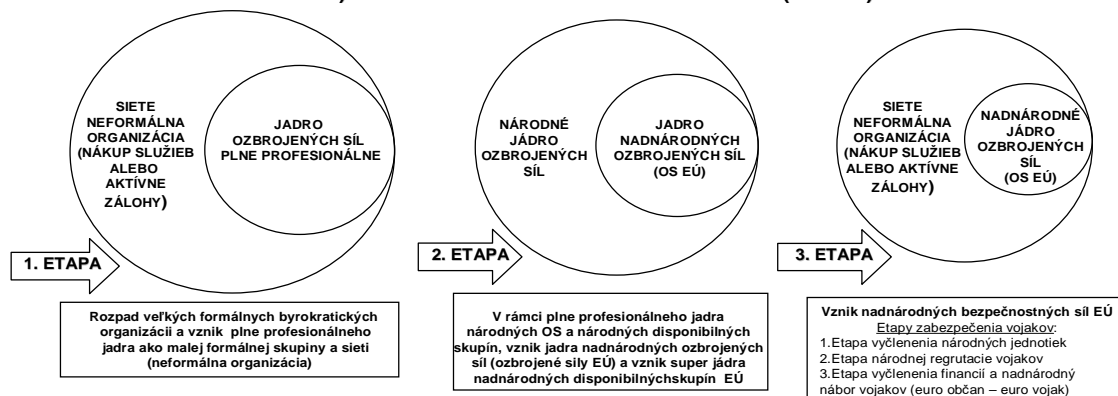 SIETE
NEFORMÁLNA
ORGANIZÁCIA
(NÁKUP SLUŽIEB
ALEBO
AKTÍVNE
ZÁLOHY)
JADRO
OZBROJENÝCH SÍL
PLNE PROFESIONÁLNE
1. ETAPA
Rozpad veľkých formálnych byrokratických
organizácii a vznik plne profesionálneho
jadra ako malej formálnej skupiny a sieti
(neformálna organizácia)
NÁRODNÉ
JÁDRO
OZBROJENÝCH
SÍL
JADRO
NADNÁRODNÝCH
OZBROJENÝCH SÍL
(OS EÚ)
2. ETAPA
V rámci plne profesionálneho jadra
národných OS a národných disponibilných
skupín, vznik jadra nadnárodných ozbrojených
síl (ozbrojené sily EÚ) a vznik super jádra
nadnárodných disponibilnýchskupín EÚ
SIETE
NEFORMÁLNA
ORGANIZÁCIA
(NÁKUP SLUŽIEB
ALEBO AKTÍVNE
ZÁLOHY)
NADNÁRODNÉ
JÁDRO
OZBROJENÝCH
SÍL
(OS EÚ)
3. ETAPA
Vznik nadnárodných bezpečnostných síl EÚ
Etapy zabezpečenia vojakov:
1.Etapa vyčlenenia národných jednotiek
2.Etapa národnej regrutacie vojakov
3.Etapa vyčlenenia financií a nadnárodný
nábor vojakov (euro občan – euro vojak)